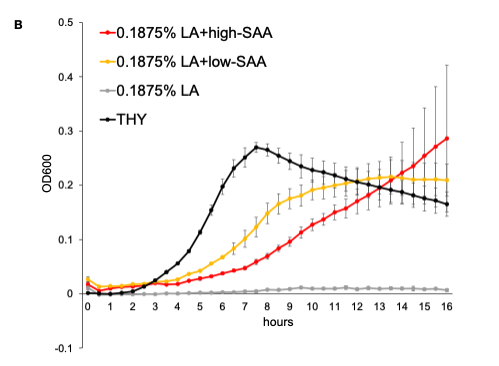 B
0.5
0.1875% LA+high-SAA
0.4
0.1875% LA+low-SAA
0.1875% LA
0.3
THY
OD600
0.2
0.1
0
0 1 2 3 4 5 6 7 8 9 10 11 12 13 14 15 16
hours
-0.1